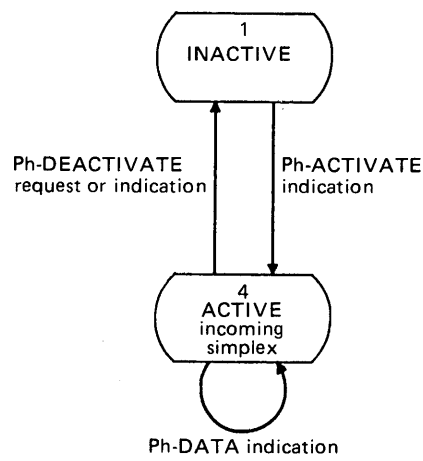 1
INACTIVE
Ph-DEACTIVATE
request or indication
Ph-ACTIVATE
indication
4
ACTIVE
incoming
simplex
Ph-DATA indication